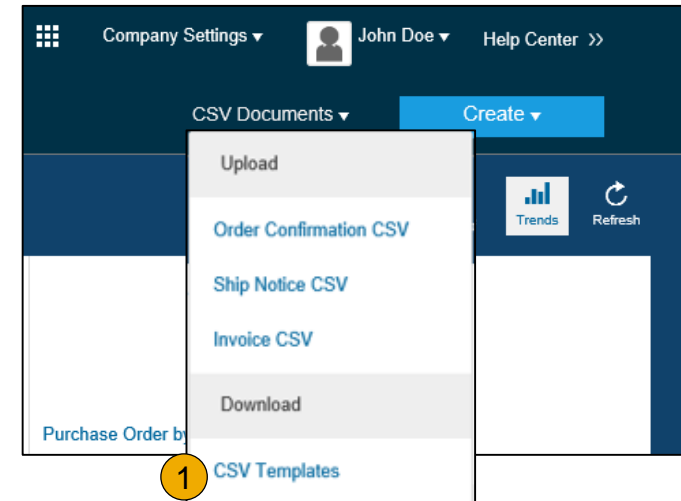 Company Settings ▾ John Doe ▾ Help Center >>
CSV Documents ▾ Create ▾
Upload
Trends Refresh
Order Confirmation CSV
Ship Notice CSV
Invoice CSV
Download
Purchase Order by
1 CSV Templates